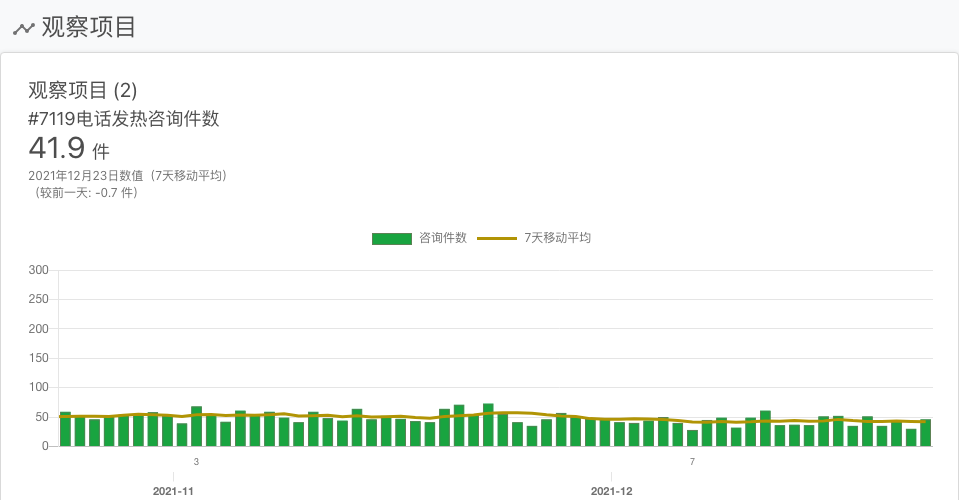 观察项目
观察项目 (2)
#7119电话发热咨询件数
41.9 件
2021年12月23日数值（7天移动平均）
（较前一天: -0.7 件）
咨询件数 7天移动平均
300
250
200
150
100
50
0
3 7
2021-11 2021-12